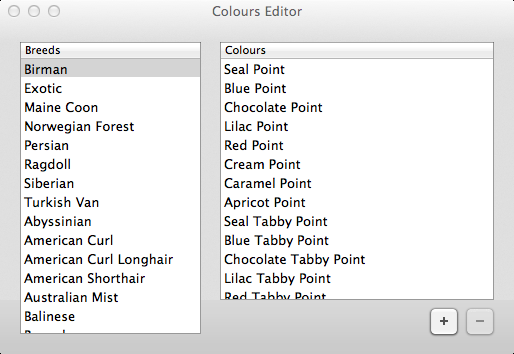 Colours Editor
Breeds
Birman
Exotic
Maine Coon
Norwegian Forest
Persian
Ragdoll
Siberian
Turkish Van
Abyssinian
American Curl
American Curl Longhair
American Shorthair
Australian Mist
Balinese
Colours
Seal Point
Blue Point
Chocolate Point
Lilac Point
Red Point
Cream Point
Caramel Point
Apricot Point
Seal Tabby Point
Blue Tabby Point
Chocolate Tabby Point
Lilac Tabby Point
Red Tabby Point
+
−